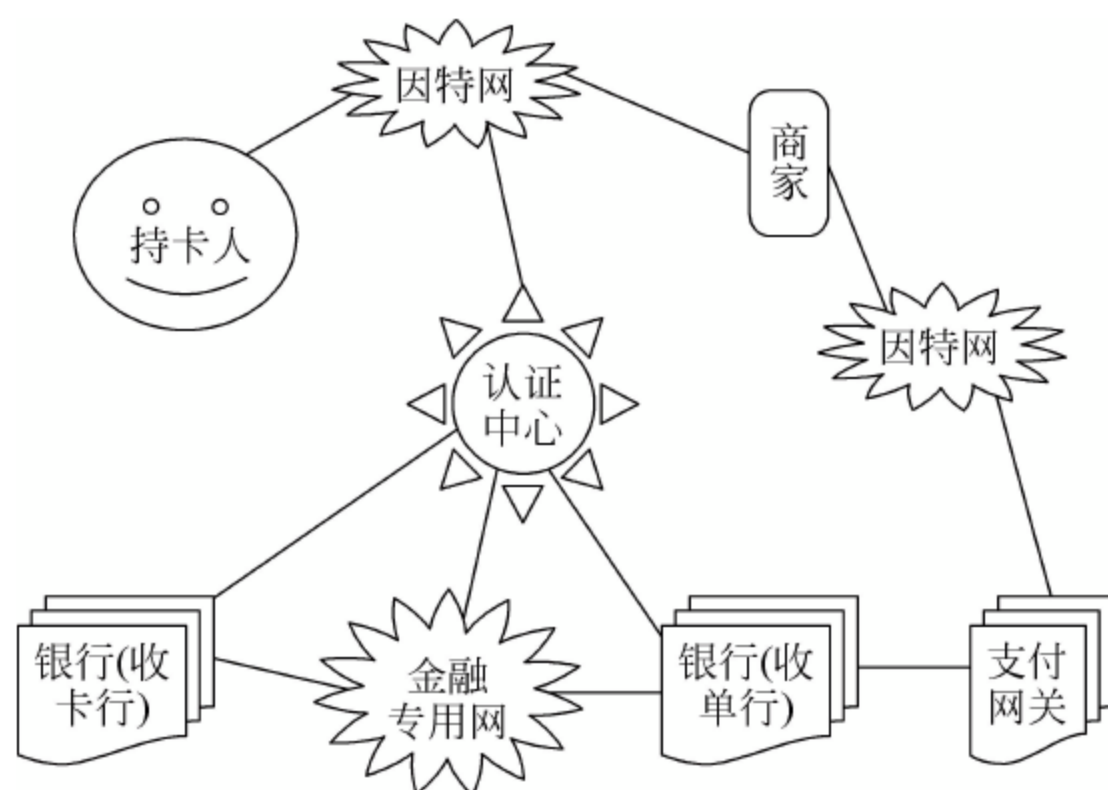 因特网
商
家
持卡人
因特网
认证
中心
银行(收
卡行)
金融
专用网
银行(收
单行)
支付
网关